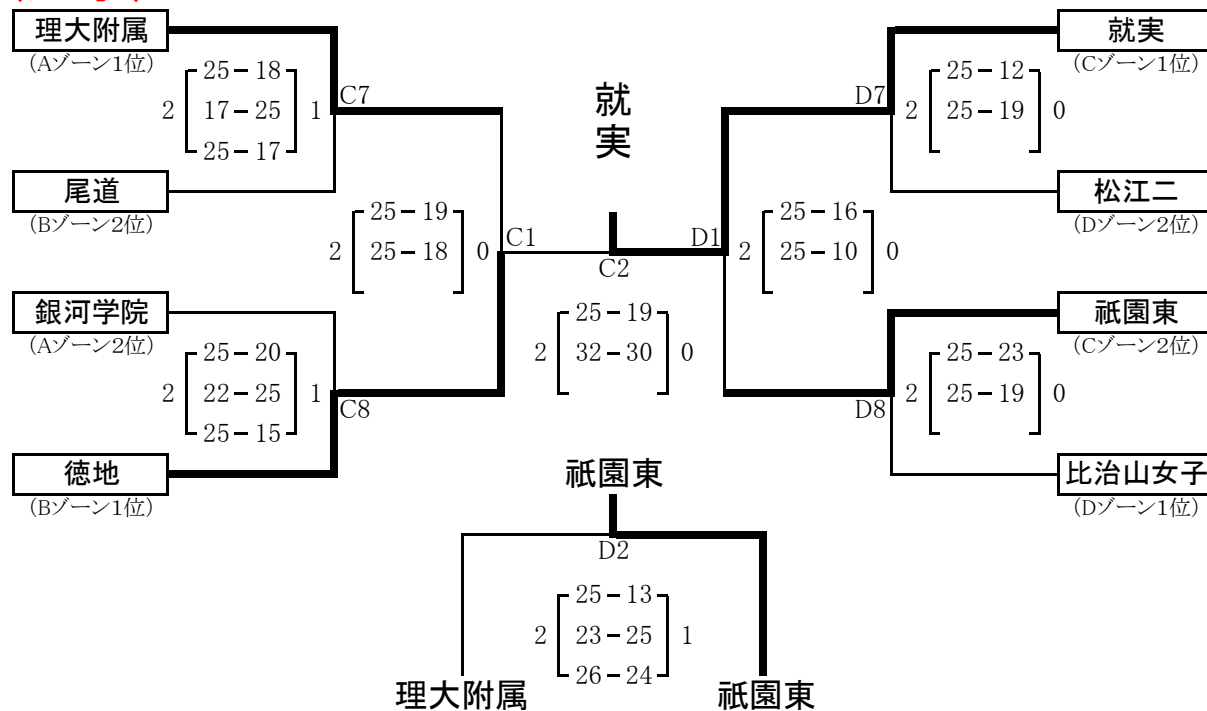 理大附属
(Aゾーン1位)
2 25-18 1
17-25
25-17
C7
尾道
(Bゾーン2位)
銀河学院
(Aゾーン2位)
2 25-20 1
22-25
25-15
C8
徳地
(Bゾーン1位)
2 25-19 0
25-18
C1
就実
C2
2 25-19 0
32-30
D1
2 25-16 0
25-10
D7
就実
(Cゾーン1位)
2 25-12 0
25-19
松江二
(Dゾーン2位)
祇園東
(Cゾーン2位)
2 25-23 0
25-19
D8
比治山女子
(Dゾーン1位)
祇園東
D2
2 25-13 1
23-25
26-24
理大附属
祇園東